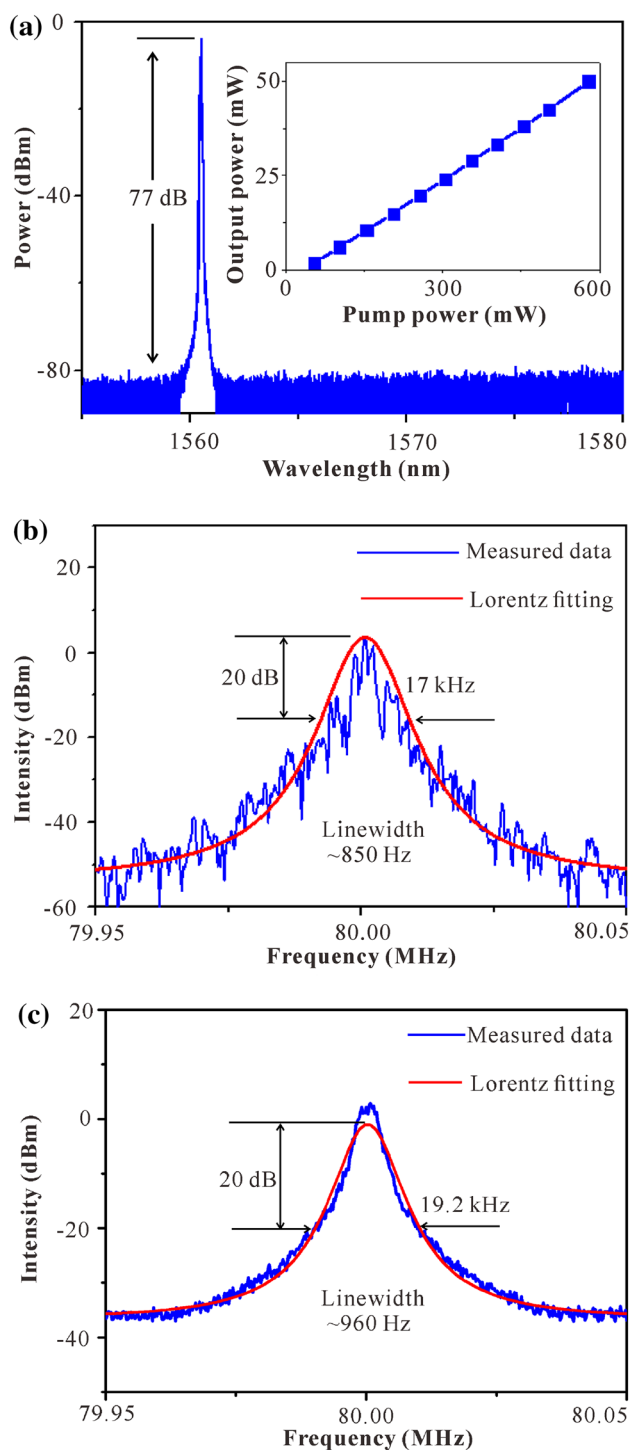 (a)
0
-40
-80
Power (dBm)
77 dB
50
25
0
Output power (mW)
0 300 600
Pump power (mW)
1560 1570 1580
Wavelength (nm)
(b)
20
0
-20
-40
-60
Intensity (dBm)
Measured data
Lorentz fitting
20 dB
17 kHz
Linewidth
~850 Hz
79.95 80.00 80.05
Frequency (MHz)
(c)
20
0
-20
-40
Intensity (dBm)
Measured data
Lorentz fitting
20 dB
19.2 kHz
Linewidth
~960 Hz
79.95 80.00 80.05
Frequency (MHz)